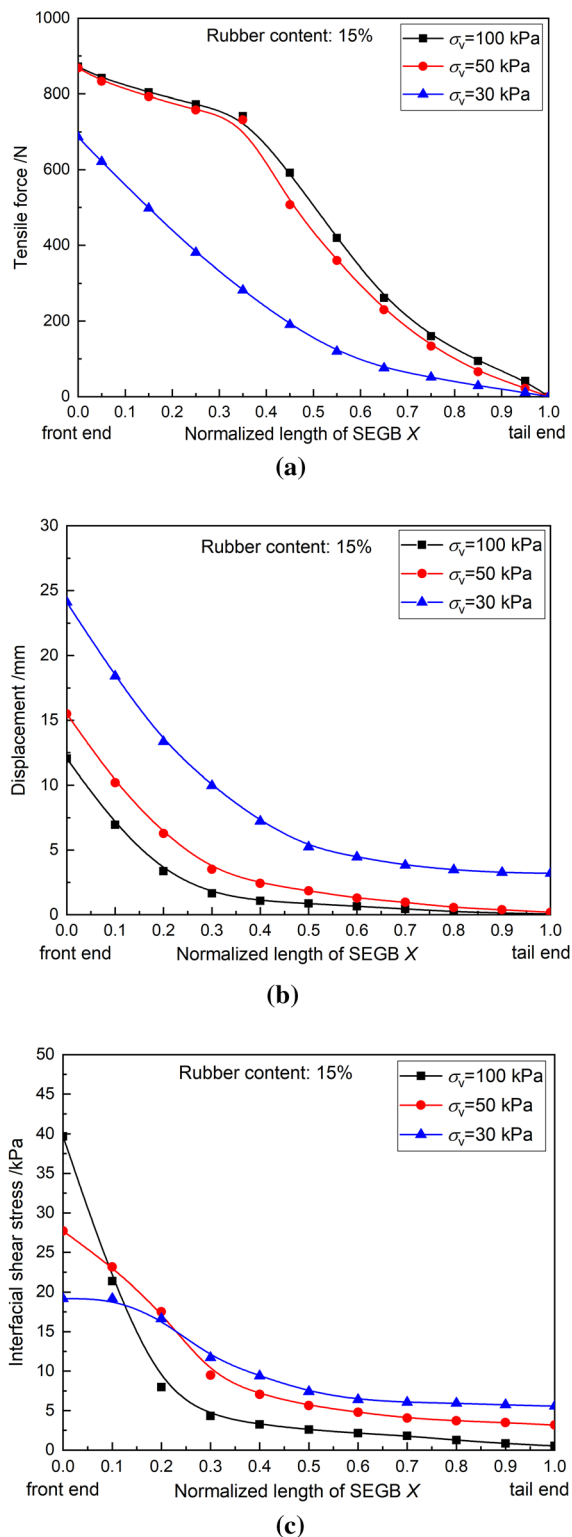 1000
Rubber content: 15%
σv=100 kPa
σv=50 kPa
σv=30 kPa
800
600
400
200
0
Tensile force /N
0.0 0.1 0.2 0.3 0.4 0.5 0.6 0.7 0.8 0.9 1.0
front end Normalized length of SEGB X tail end
(a)
30
Rubber content: 15%
σv=100 kPa
σv=50 kPa
σv=30 kPa
25
20
15
10
5
0
Displacement /mm
0.0 0.1 0.2 0.3 0.4 0.5 0.6 0.7 0.8 0.9 1.0
front end Normalized length of SEGB X tail end
(b)
50
Rubber content: 15%
σv=100 kPa
σv=50 kPa
σv=30 kPa
45
40
35
30
25
20
15
10
5
0
Interfacial shear stress /kPa
0.0 0.1 0.2 0.3 0.4 0.5 0.6 0.7 0.8 0.9 1.0
front end Normalized length of SEGB X tail end
(c)